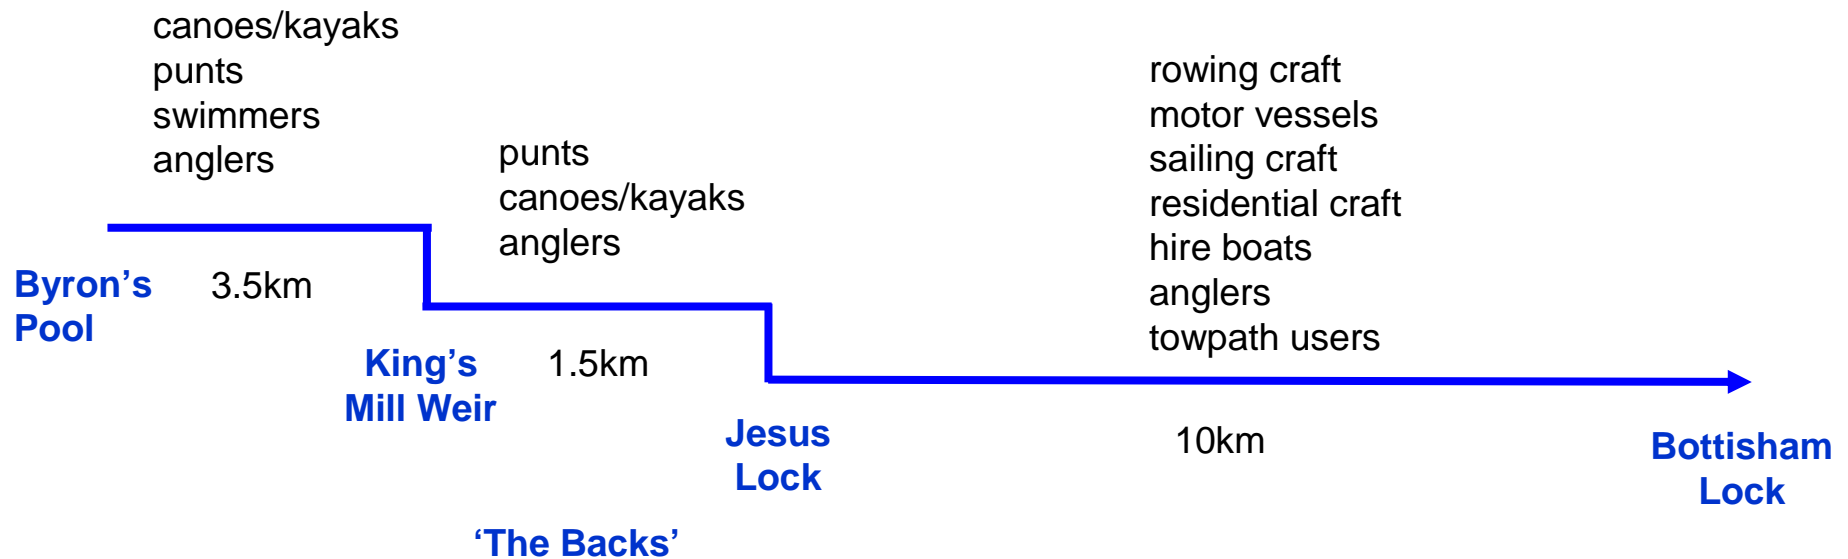 canoes/kayaks
punts
swimmers
anglers
punts
canoes/kayaks
anglers
rowing craft
motor vessels
sailing craft
residential craft
hire boats
anglers
towpath users
Byron’s
Pool
3.5km
King’s
Mill Weir
1.5km
Jesus
Lock
10km
Bottisham
Lock
‘The Backs’